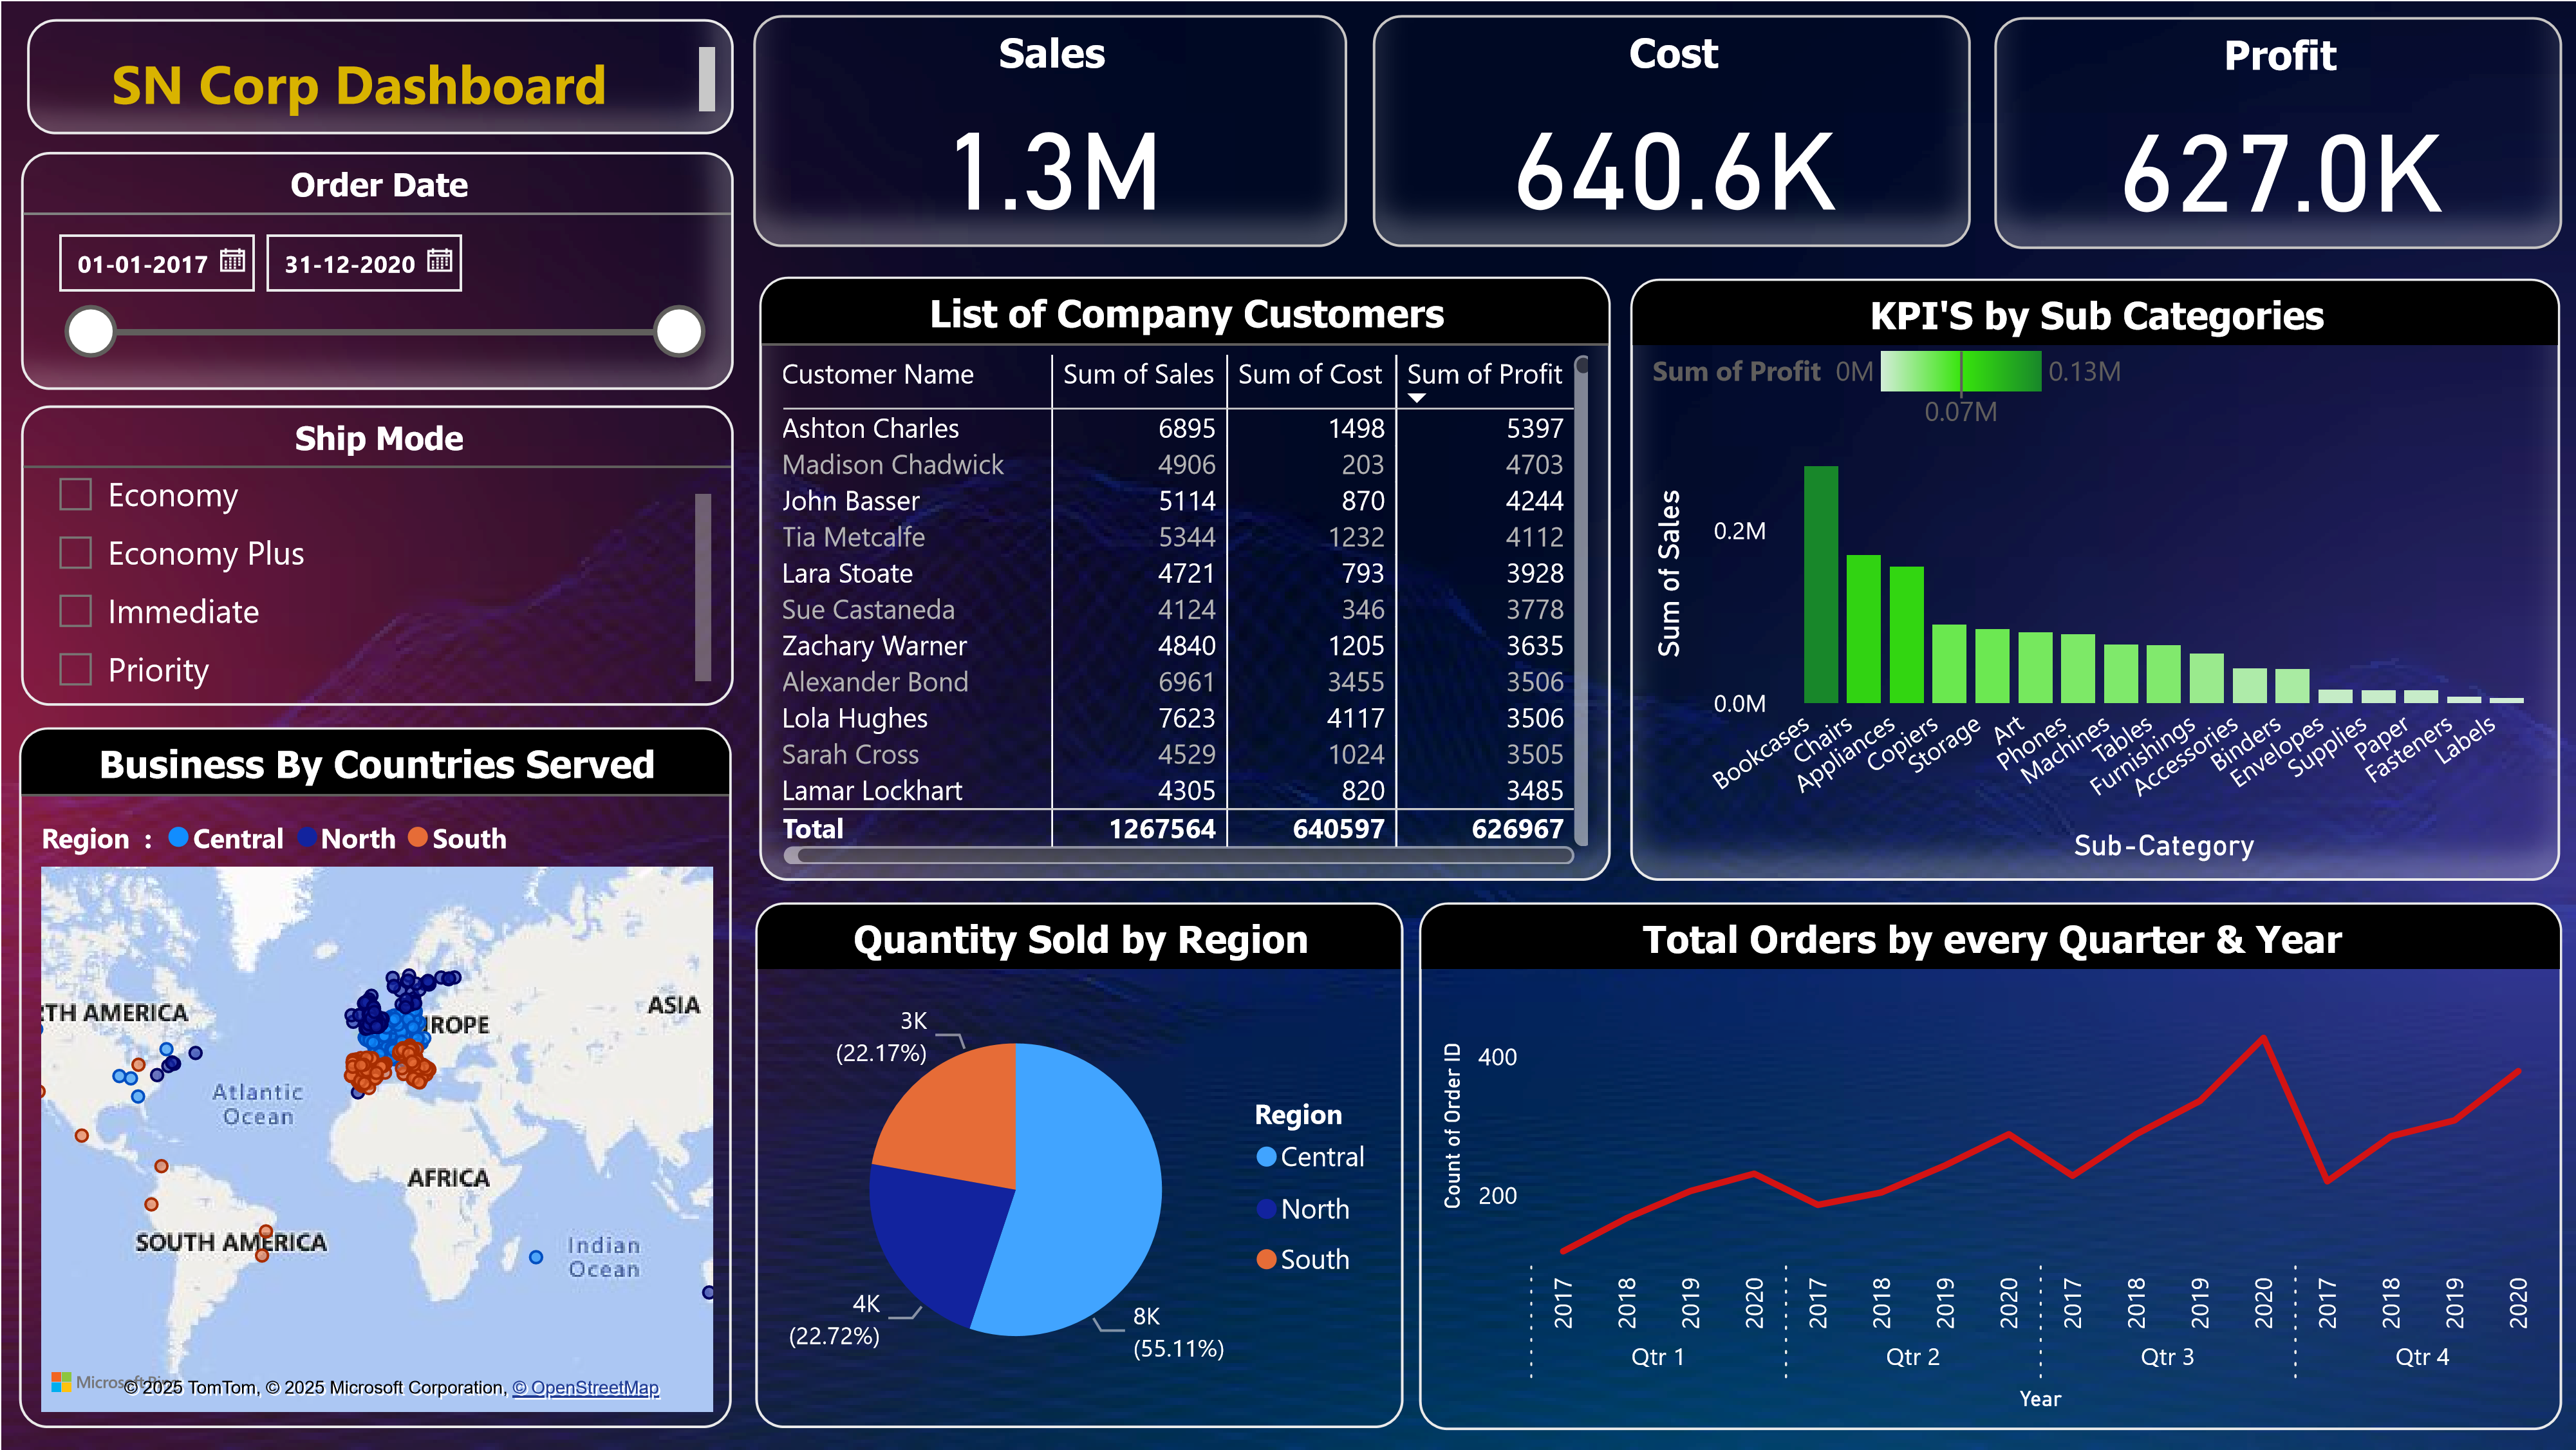 SN Corp Dashboard
Sales
1.3M
Cost
640.6K
Profit
627.0K
Order Date
01-01-2017
31-12-2020
Ship Mode
Economy
Economy Plus
Immediate
Priority
Business By Countries Served
Region : Central North South
TH AMERICA
ROPE
ASIA
Atlantic
Ocean
AFRICA
SOUTH AMERICA
Indian
Ocean
© 2025 TomTom, © 2025 Microsoft Corporation, © OpenStreetMap
List of Company Customers
Customer Name Sum of Sales Sum of Cost Sum of Profit
Ashton Charles 6895 1498 5397
Madison Chadwick 4906 203 4703
John Basser 5114 870 4244
Tia Metcalfe 5344 1232 4112
Lara Stoate 4721 793 3928
Sue Castaneda 4124 346 3778
Zachary Warner 4840 1205 3635
Alexander Bond 6961 3455 3506
Lola Hughes 7623 4117 3506
Sarah Cross 4529 1024 3505
Lamar Lockhart 4305 820 3485
Total 1267564 640597 626967
KPI'S by Sub Categories
Sum of Profit 0M 0.13M
0.07M
Sum of Sales
0.2M
0.0M
Bookcases
Chairs
Appliances
Copiers
Storage
Art
Phones
Machines
Tables
Furnishings
Accessories
Binders
Envelopes
Supplies
Paper
Fasteners
Labels
Sub-Category
Quantity Sold by Region
3K
(22.17%)
4K
(22.72%)
8K
(55.11%)
Region
Central
North
South
Total Orders by every Quarter & Year
Count of Order ID
400
200
2017 2018 2019 2020 2017 2018 2019 2020 2017 2018 2019 2020 2017 2018 2019 2020
Qtr 1 Qtr 2 Qtr 3 Qtr 4
Year